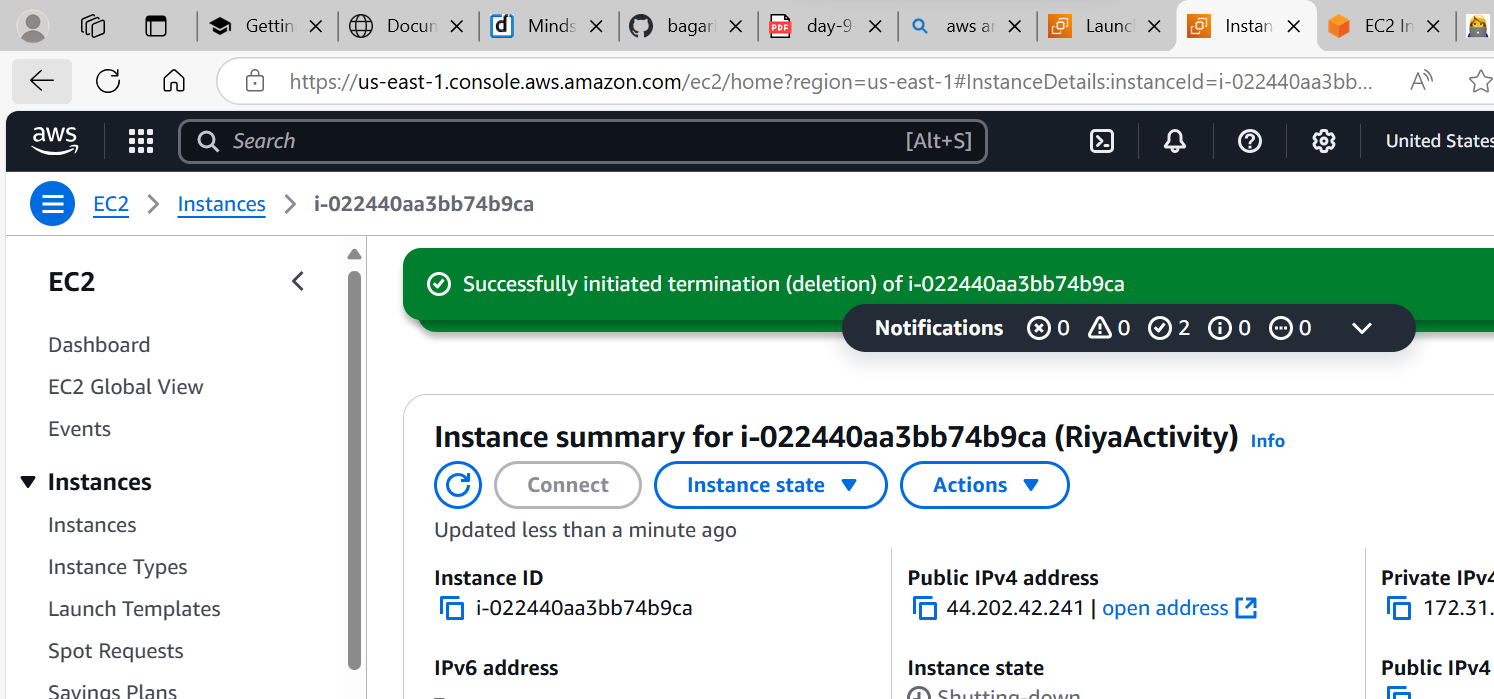 Gettin
Docun
Minds
bagari
PDF day-9
aws ar
Launc
Instan
EC2 In
https://us-east-1.console.aws.amazon.com/ec2/home?region=us-east-1#InstanceDetails:instanceId=i-022440aa3bb...
aws
Search [Alt+S]
United States
EC2 > Instances > i-022440aa3bb74b9ca
EC2
Dashboard
EC2 Global View
Events
Instances
Instances
Instance Types
Launch Templates
Spot Requests
Savings Plans
Successfully initiated termination (deletion) of i-022440aa3bb74b9ca
Notifications 0 0 2 0 0
Instance summary for i-022440aa3bb74b9ca (RiyaActivity) Info
Connect Instance state Actions
Updated less than a minute ago
Instance ID
i-022440aa3bb74b9ca
Public IPv4 address
44.202.42.241 | open address
Private IPv4
172.31.
IPv6 address
–
Instance state
Shutting-down
Public IPv4